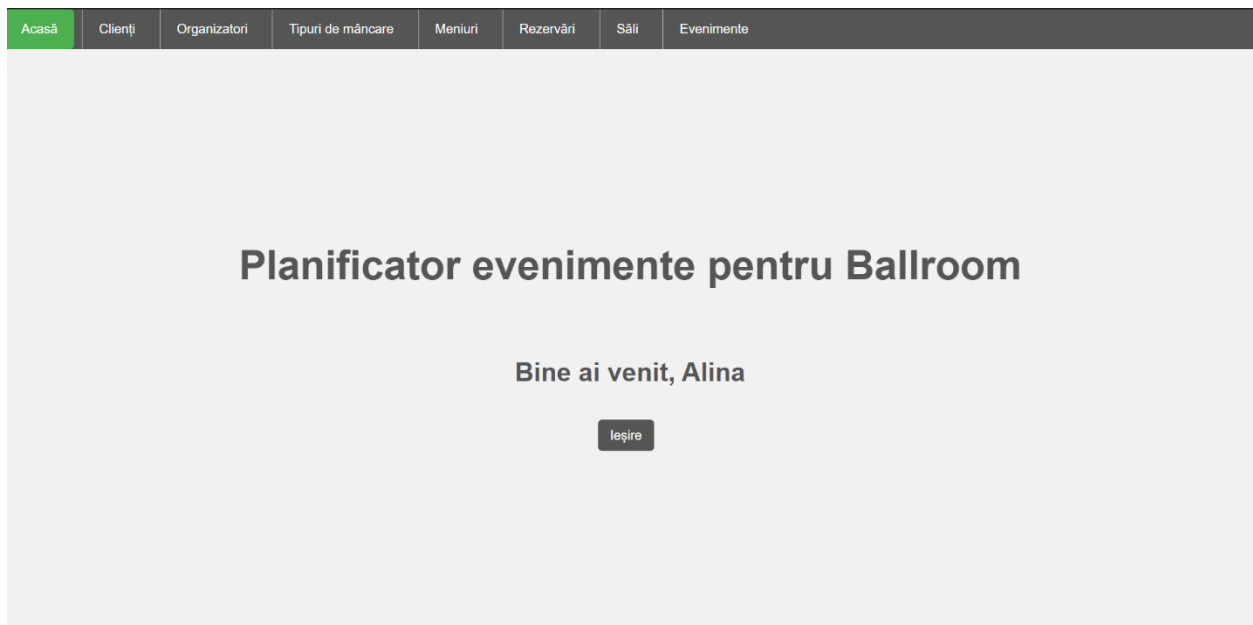 Acasă Clienți Organizatori Tipuri de mâncare Meniuri Rezervări Săli Evenimente
Planificator evenimente pentru Ballroom
Bine ai venit, Alina
Ieșire